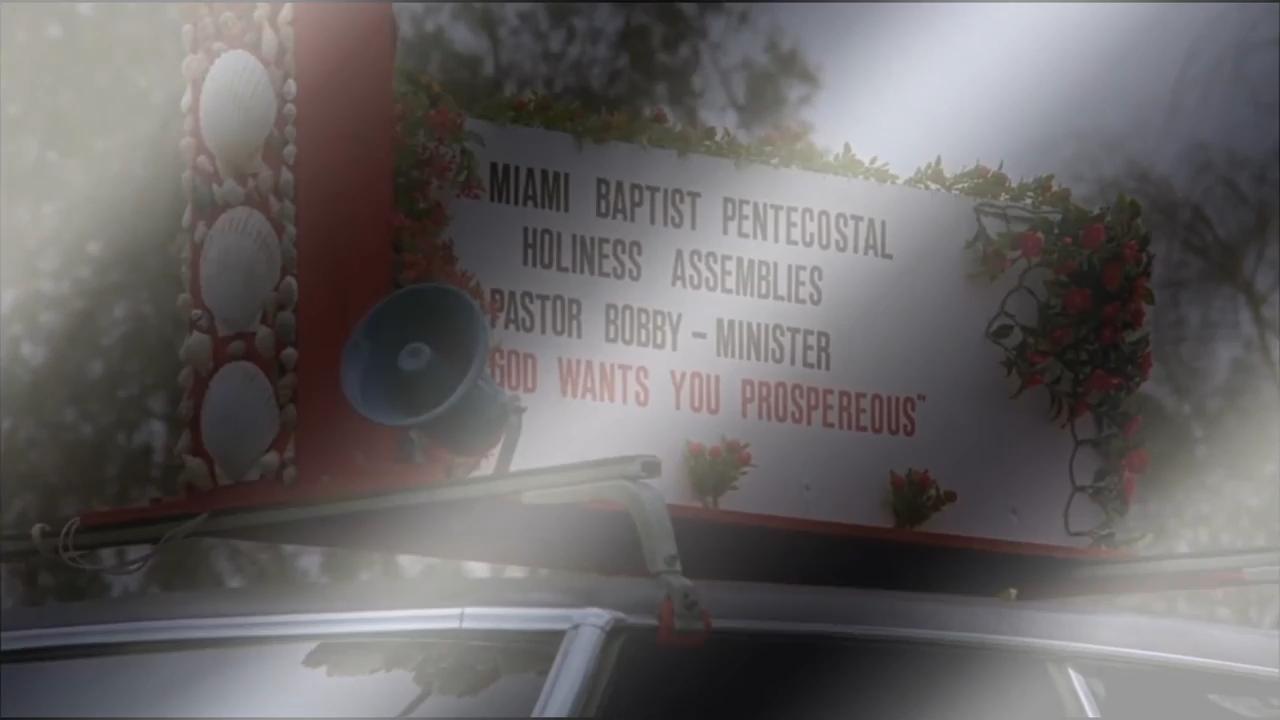 MIAMI BAPTIST PENTECOSTAL
HOLINESS ASSEMBLIES
PASTOR BOBBY - MINISTER
GOD WANTS YOU PROSPEREOUS"